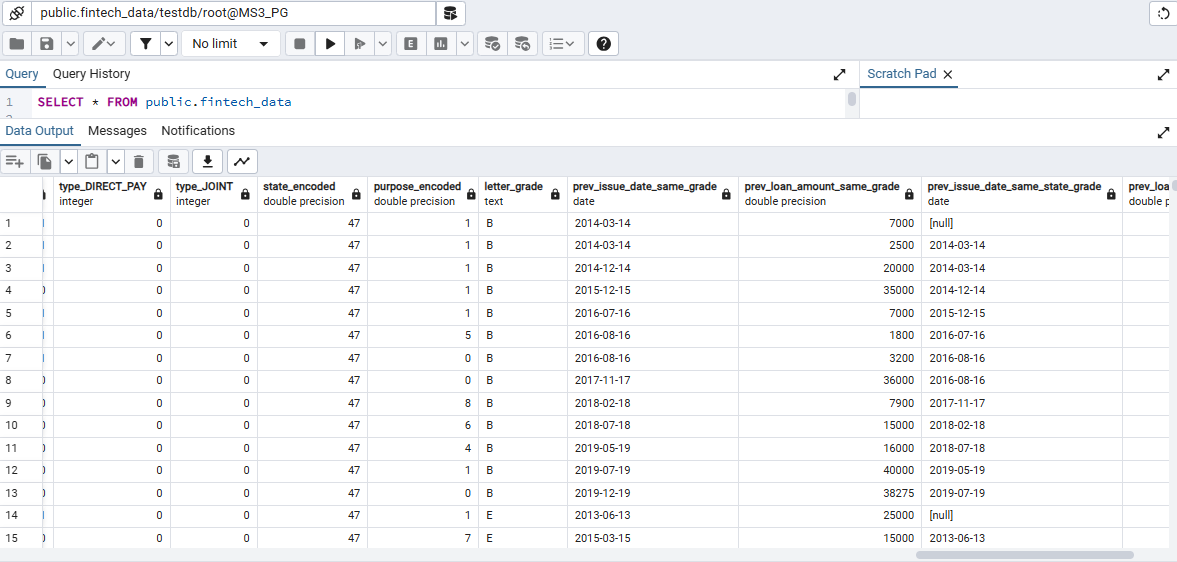 public.fintech_data/testdb/root@MS3_PG
No limit
E
?
Query Query History Scratch Pad
1 SELECT * FROM public.fintech_data
Data Output Messages Notifications
type_DIRECT_PAY type_JOINT state_encoded purpose_encoded letter_grade prev_issue_date_same_grade prev_loan_amount_same_grade prev_issue_date_same_state_grade prev_loa
integer integer double precision double precision text date double precision date double p
1 0 0 47 1 B 2014-03-14 7000 [null]
2 0 0 47 1 B 2014-03-14 2500 2014-03-14
3 0 0 47 1 B 2014-12-14 20000 2014-03-14
4 0 0 47 1 B 2015-12-15 35000 2014-12-14
5 0 0 47 1 B 2016-07-16 7000 2015-12-15
6 0 0 47 5 B 2016-08-16 1800 2016-07-16
7 0 0 47 0 B 2016-08-16 3200 2016-08-16
8 0 0 47 0 B 2017-11-17 36000 2016-08-16
9 0 0 47 8 B 2018-02-18 7900 2017-11-17
10 0 0 47 6 B 2018-07-18 15000 2018-02-18
11 0 0 47 4 B 2019-05-19 16000 2018-07-18
12 0 0 47 1 B 2019-07-19 40000 2019-05-19
13 0 0 47 0 B 2019-12-19 38275 2019-07-19
14 0 0 47 1 E 2013-06-13 25000 [null]
15 0 0 47 7 E 2015-03-15 15000 2013-06-13